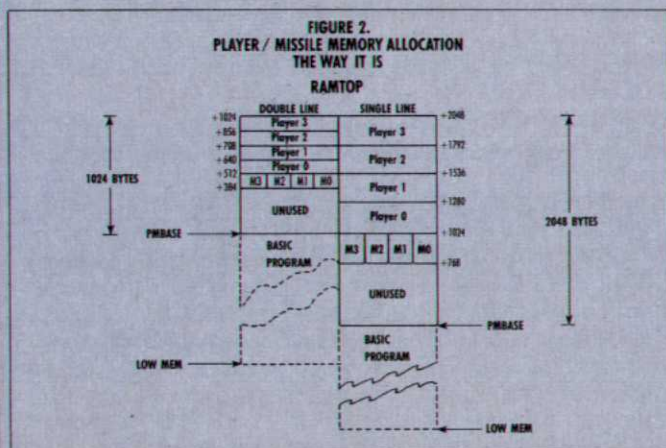 FIGURE 2.
PLAYER / MISSILE MEMORY ALLOCATION
THE WAY IT IS
RAMTOP
DOUBLE LINE
SINGLE LINE
+1024
Player 3
+856
Player 2
+708
Player 1
+640
Player 0
+512
M3 M2 M1 M0
+384
UNUSED
1024 BYTES
PMBASE
BASIC
PROGRAM
LOW MEM
+2048
Player 3
+1792
Player 2
+1536
Player 1
+1280
Player 0
+1024
M3 M2 M1 M0
+768
UNUSED
2048 BYTES
PMBASE
BASIC
PROGRAM
LOW MEM